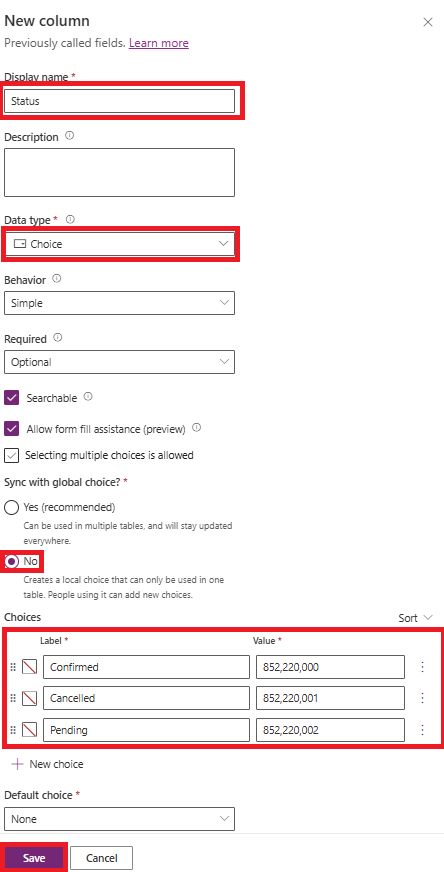 New column
Previously called fields. Learn more
Display name *
Status
Description
Data type *
Choice
Behavior
Simple
Required
Optional
Searchable
Allow form fill assistance (preview)
Selecting multiple choices is allowed
Sync with global choice? *
Yes (recommended)
Can be used in multiple tables, and will stay updated
everywhere.
No
Creates a local choice that can only be used in one
table. People using it can add new choices.
Choices Sort
Label * Value *
Confirmed 852,220,000
Cancelled 852,220,001
Pending 852,220,002
New choice
Default choice *
None
Save Cancel